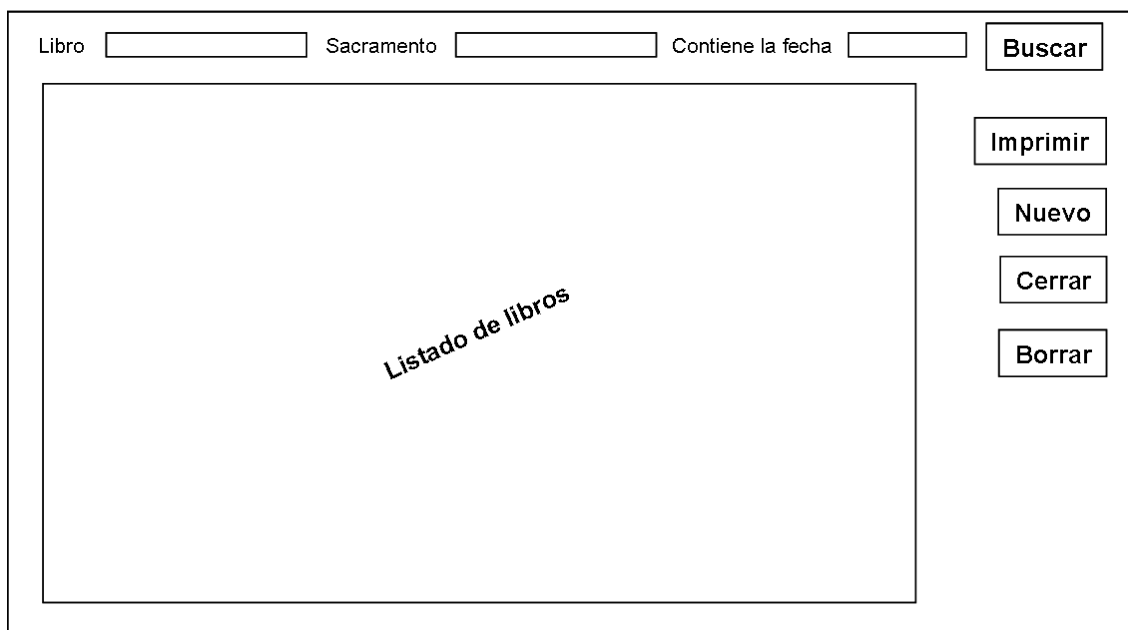 Libro Sacramento Contiene la fecha Buscar
Imprimir
Nuevo
Cerrar
Listado de libros
Borrar